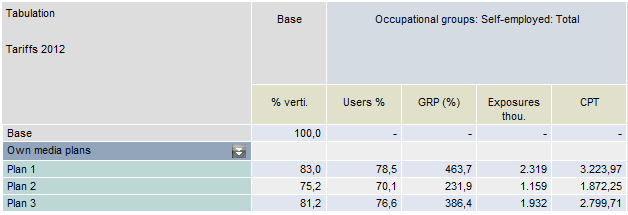 Tabulation
Tariffs 2012
Base
Occupational groups: Self-employed: Total
% verti.
Users %
GRP (%)
Exposures
thou.
CPT
Base 100,0 - - - -
Own media plans
Plan 1 83,0 78,5 463,7 2.319 3.223,97
Plan 2 75,2 70,1 231,9 1.159 1.872,25
Plan 3 81,2 76,6 386,4 1.932 2.799,71